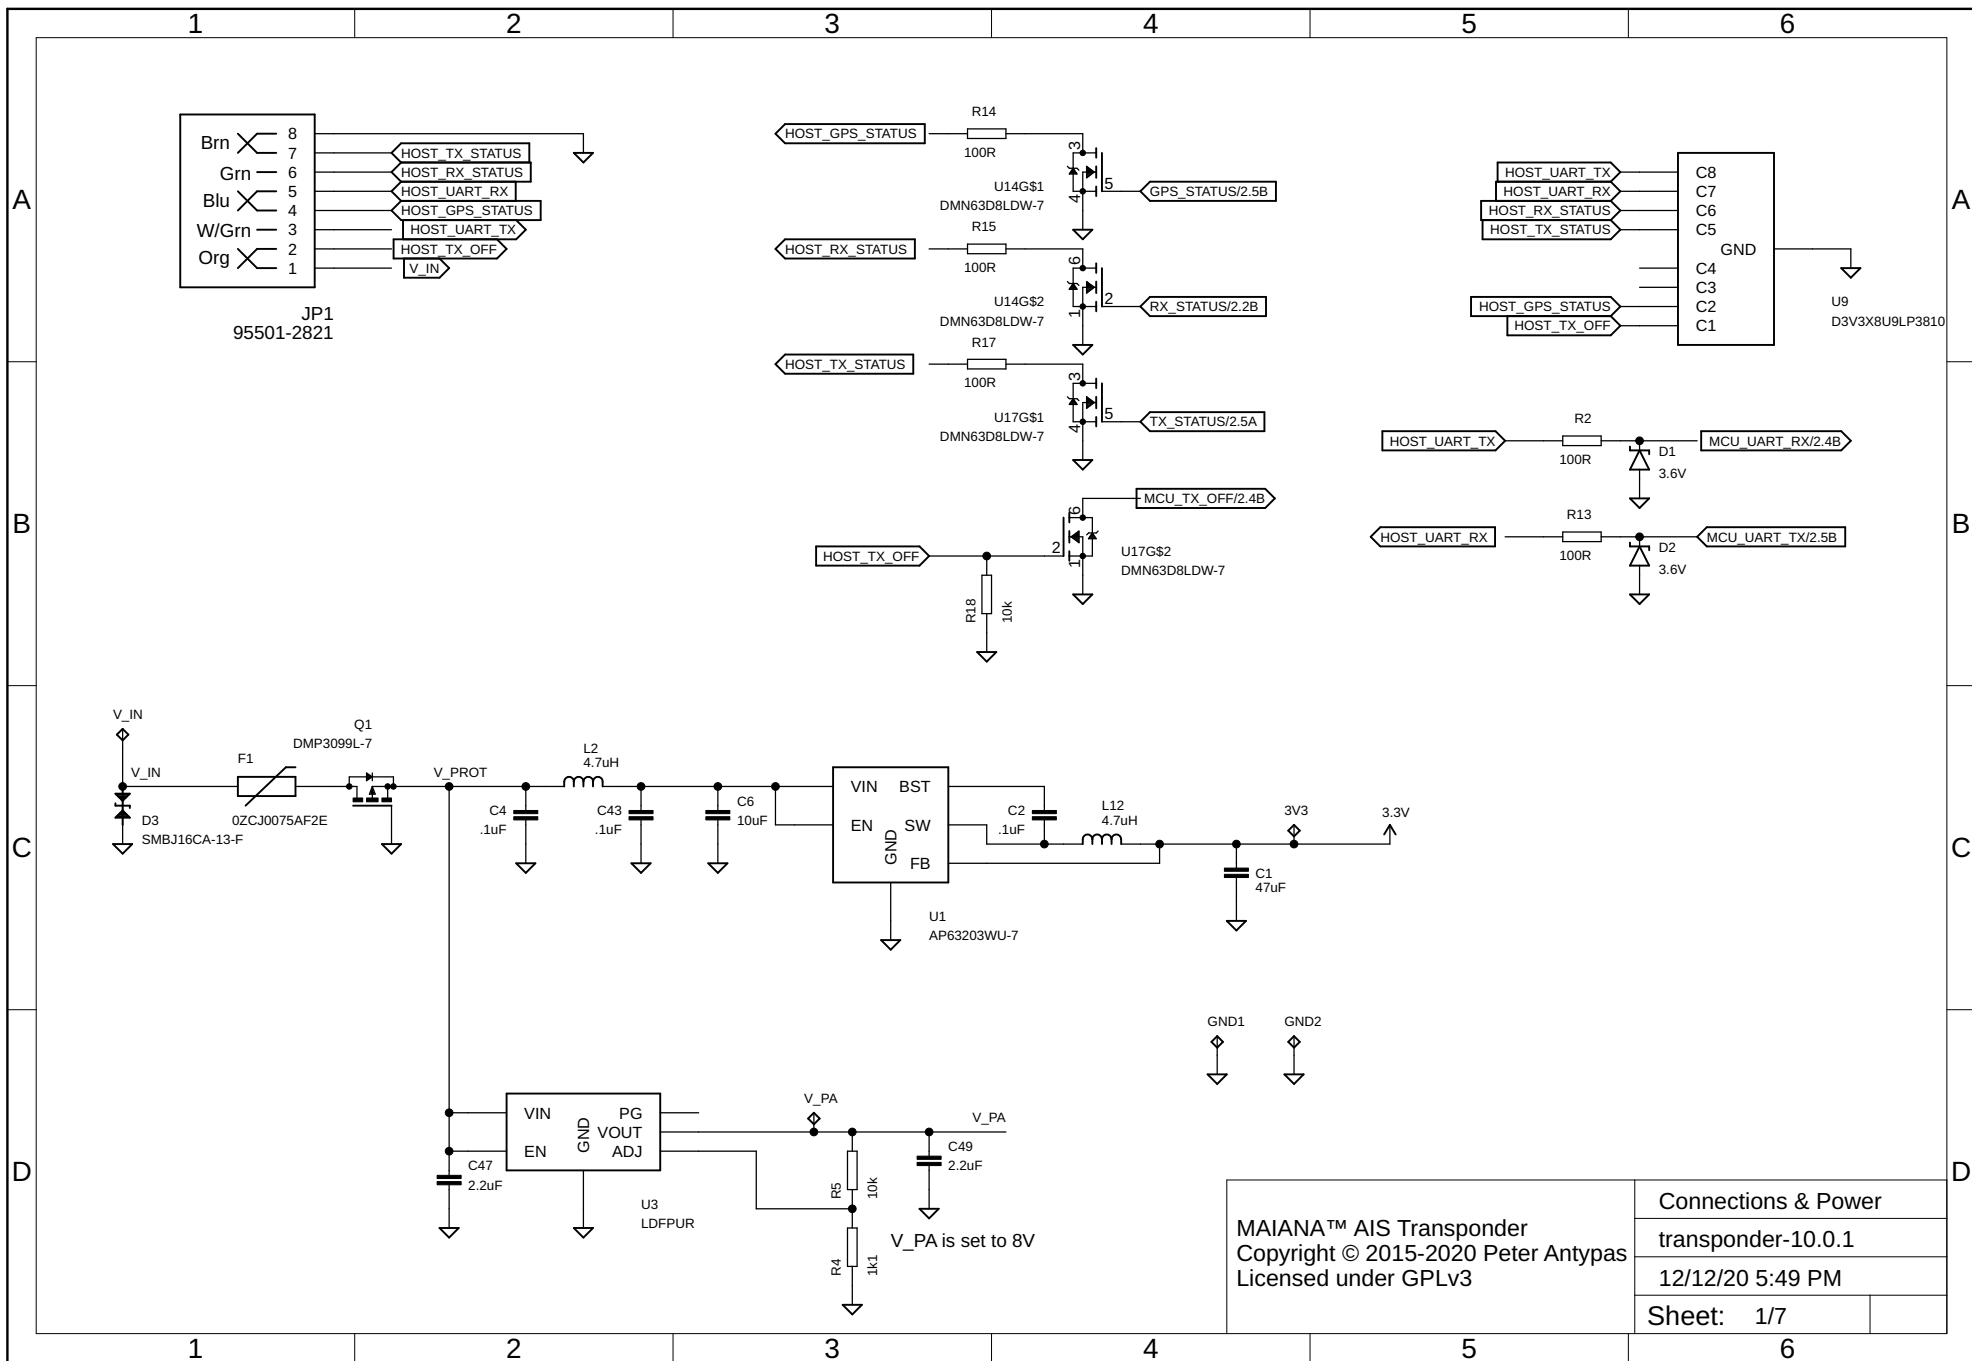 1 2 3 4 5 6
A A
B B
C C
D D
1 2 3 4 5 6
Brn
Grn
Blu
W/Grn
Org
8
7
6
5
4
3
2
1
HOST_TX_STATUS
HOST_RX_STATUS
HOST_UART_RX
HOST_GPS_STATUS
HOST_UART_TX
HOST_TX_OFF
V_IN
JP1
95501-2821
HOST_GPS_STATUS
R14
100R
3
5
4
U14G$1
DMN63D8LDW-7
GPS_STATUS/2.5B
HOST_RX_STATUS
R15
100R
6
2
1
U14G$2
DMN63D8LDW-7
RX_STATUS/2.2B
HOST_TX_STATUS
R17
100R
3
5
4
U17G$1
DMN63D8LDW-7
TX_STATUS/2.5A
MCU_TX_OFF/2.4B
HOST_TX_OFF
6
2
1
U17G$2
DMN63D8LDW-7
R18
10k
HOST_UART_TX
HOST_UART_RX
HOST_RX_STATUS
HOST_TX_STATUS
HOST_GPS_STATUS
HOST_TX_OFF
C8
C7
C6
C5
GND
C4
C3
C2
C1
U9
D3V3X8U9LP3810
HOST_UART_TX
R2
100R
D1
3.6V
MCU_UART_RX/2.4B
HOST_UART_RX
R13
100R
D2
3.6V
MCU_UART_TX/2.5B
V_IN
V_IN
D3
SMBJ16CA-13-F
F1
0ZCJ0075AF2E
Q1
DMP3099L-7
V_PROT
C4
.1uF
L2
4.7uH
C43
.1uF
C6
10uF
VIN
EN
GND
BST
SW
FB
U1
AP63203WU-7
C2
.1uF
L12
4.7uH
C1
47uF
3V3
3.3V
GND1
GND2
VIN
EN
GND
PG
VOUT
ADJ
C47
2.2uF
U3
LDFPUR
V_PA
R5
10k
R4
1k1
C49
2.2uF
V_PA
V_PA is set to 8V
MAIANA™ AIS Transponder
Copyright © 2015-2020 Peter Antypas
Licensed under GPLv3
Connections & Power
transponder-10.0.1
12/12/20 5:49 PM
Sheet: 1/7